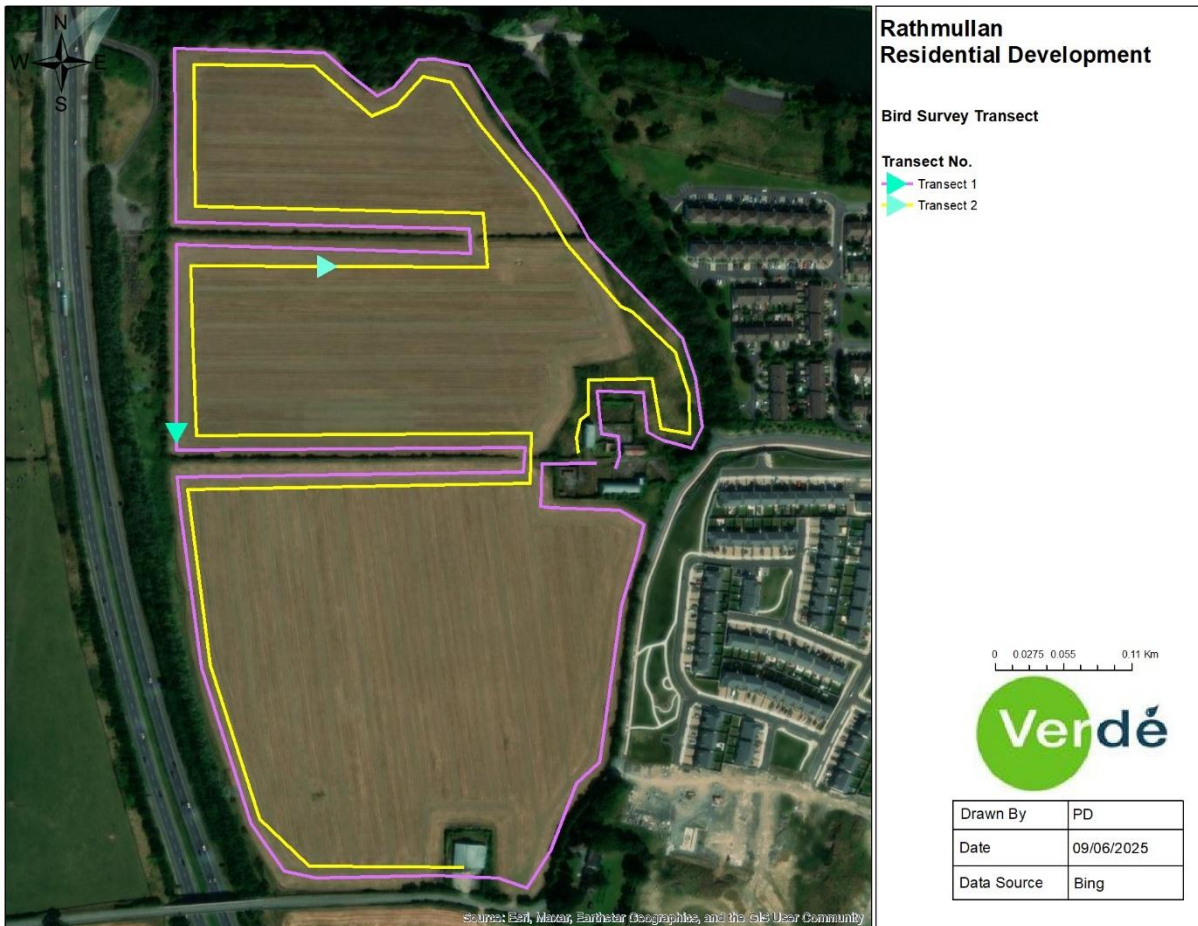 N
W E
S
Rathmullan
Residential Development
Bird Survey Transect
Transect No.
Transect 1
Transect 2
0 0.0275 0.055 0.11 Km
Verdé
Drawn By PD
Date 09/06/2025
Data Source Bing
Source: Esri, Maxar, Earthstar Geographics, and the GIS User Community